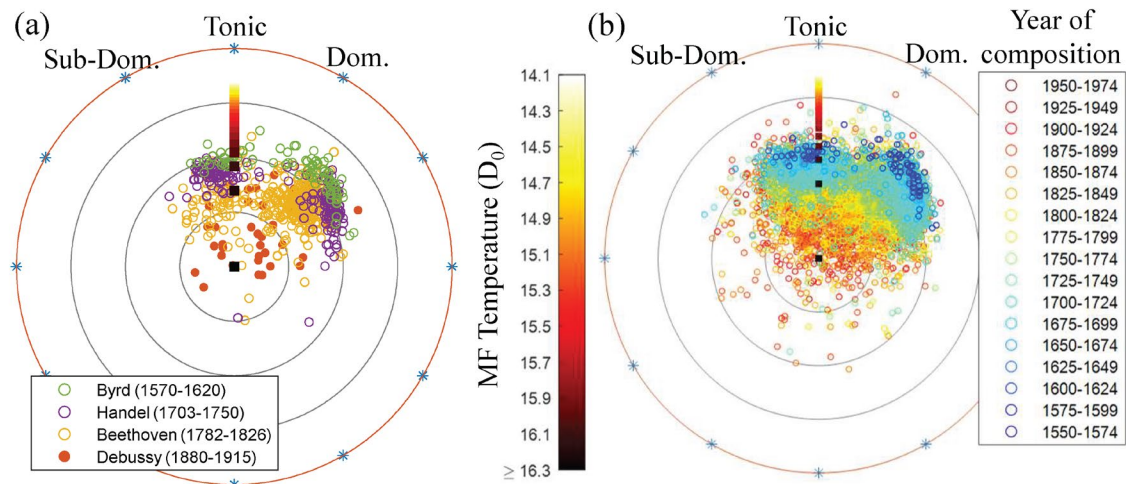 (a)
Tonic
Sub-Dom.
Dom.
Byrd (1570-1620)
Handel (1703-1750)
Beethoven (1782-1826)
Debussy (1880-1915)
MF Temperature (D₀)
14.1
14.3
14.5
14.7
14.9
15.1
15.3
15.5
15.7
15.9
16.1
≥ 16.3
(b)
Tonic
Sub-Dom.
Dom.
Year of
composition
1950-1974
1925-1949
1900-1924
1875-1899
1850-1874
1825-1849
1800-1824
1775-1799
1750-1774
1725-1749
1700-1724
1675-1699
1650-1674
1625-1649
1600-1624
1575-1599
1550-1574